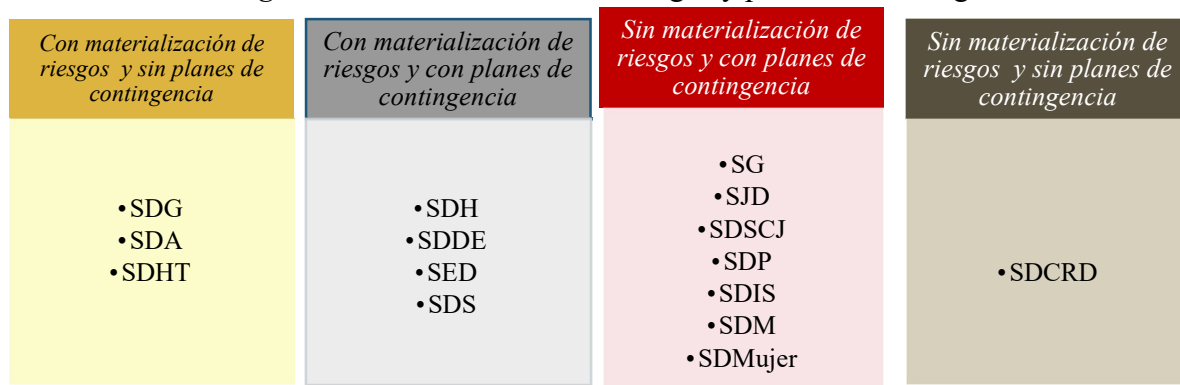 Con materialización de
riesgos y sin planes de
contingencia
•SDG
•SDA
•SDHT
Con materialización de
riesgos y con planes de
contingencia
•SDH
•SDDE
•SED
•SDS
Sin materialización de
riesgos y con planes de
contingencia
•SG
•SJD
•SDSCJ
•SDP
•SDIS
•SDM
•SDMujer
Sin materialización de
riesgos y sin planes de
contingencia
•SDCRD